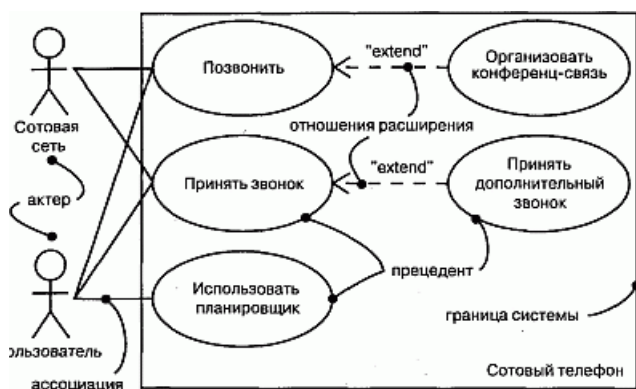 Позвонить
"extend"
Организовать
конференц-связь
Сотовая
сеть
отношения расширения
актер
Принять звонок
"extend"
Принять
дополнительный
звонок
прецедент
Использовать
планировщик
граница системы
ользователь
ассоциация
Сотовый телефон